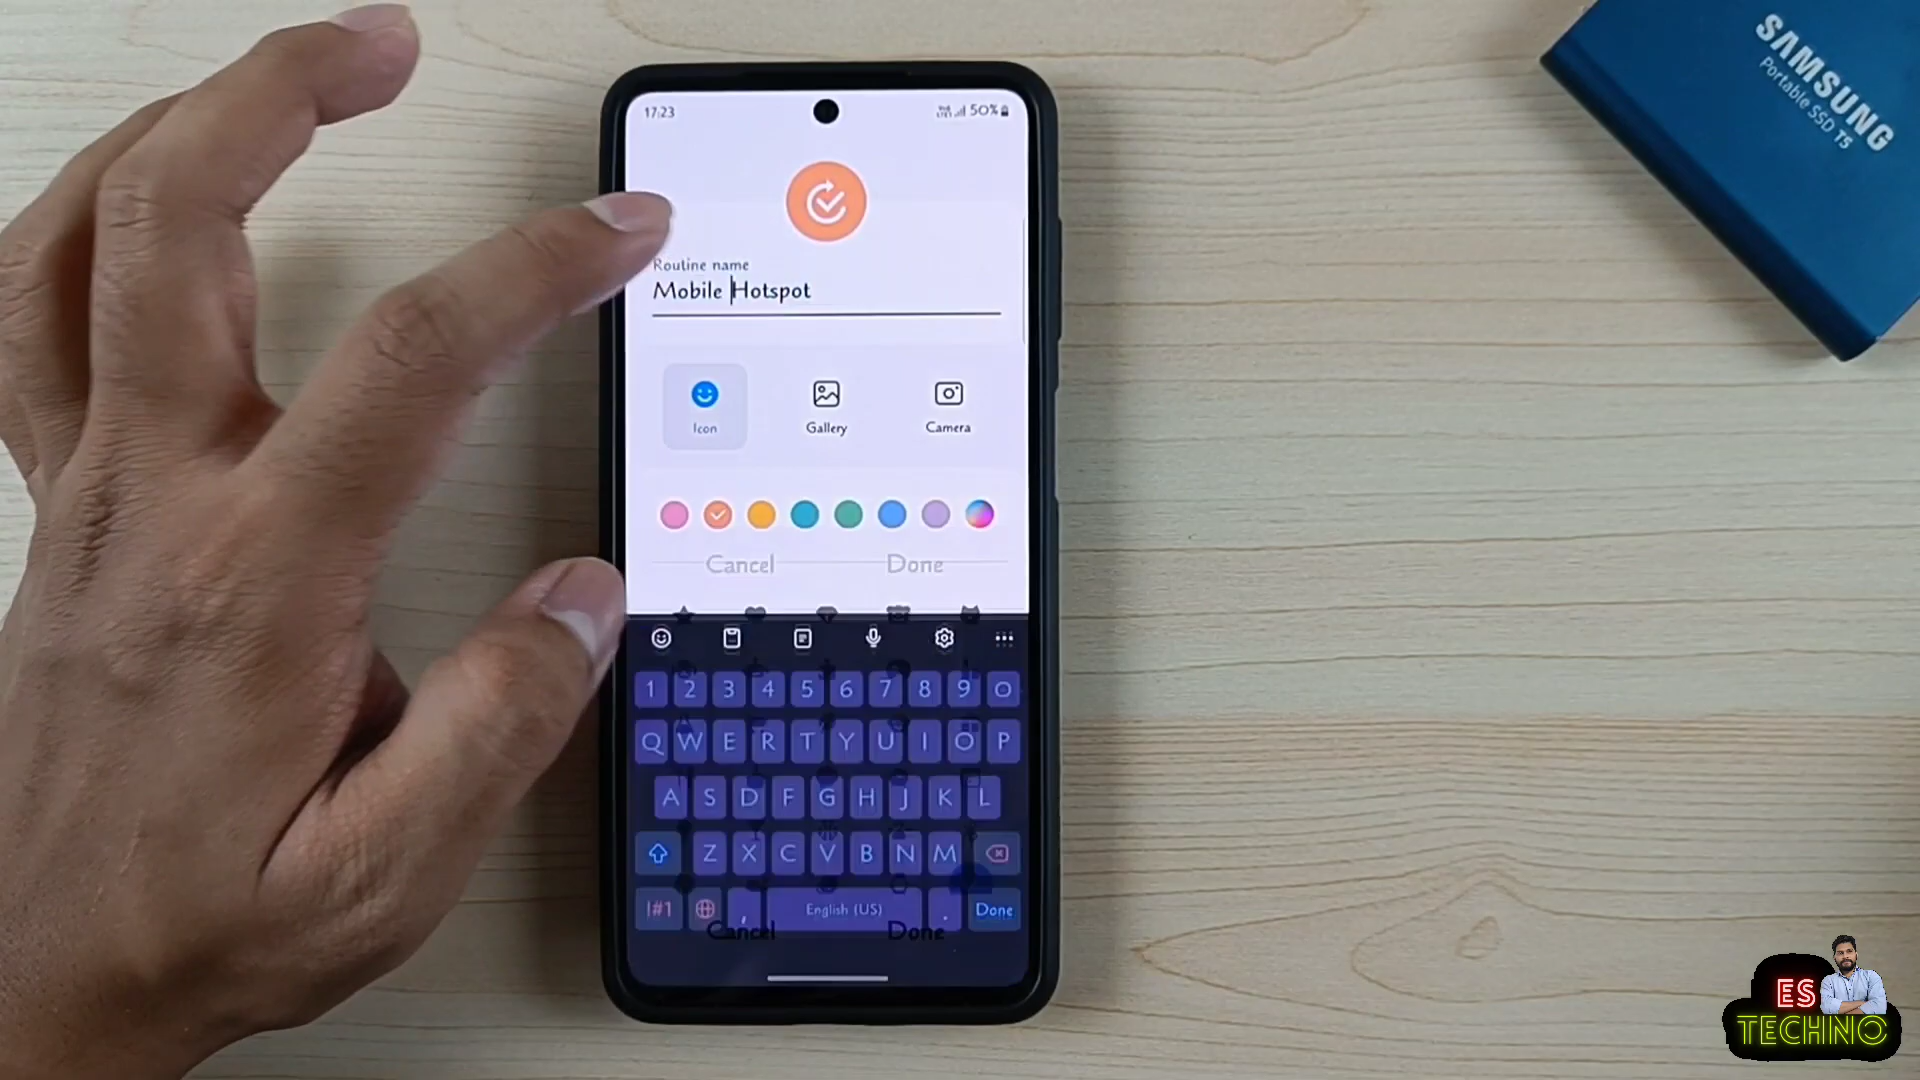 SAMSUNG
Portable SSD T5
17:23
50%
Routine name
Mobile Hotspot
Icon
Gallery
Camera
Cancel
Done
1 2 3 4 5 6 7 8 9 0
Q W E R T Y U I O P
A S D F G H J K L
Z X C V B N M
!#1
,
English (US)
.
Done
Cancel
Done
ES
TECHNO